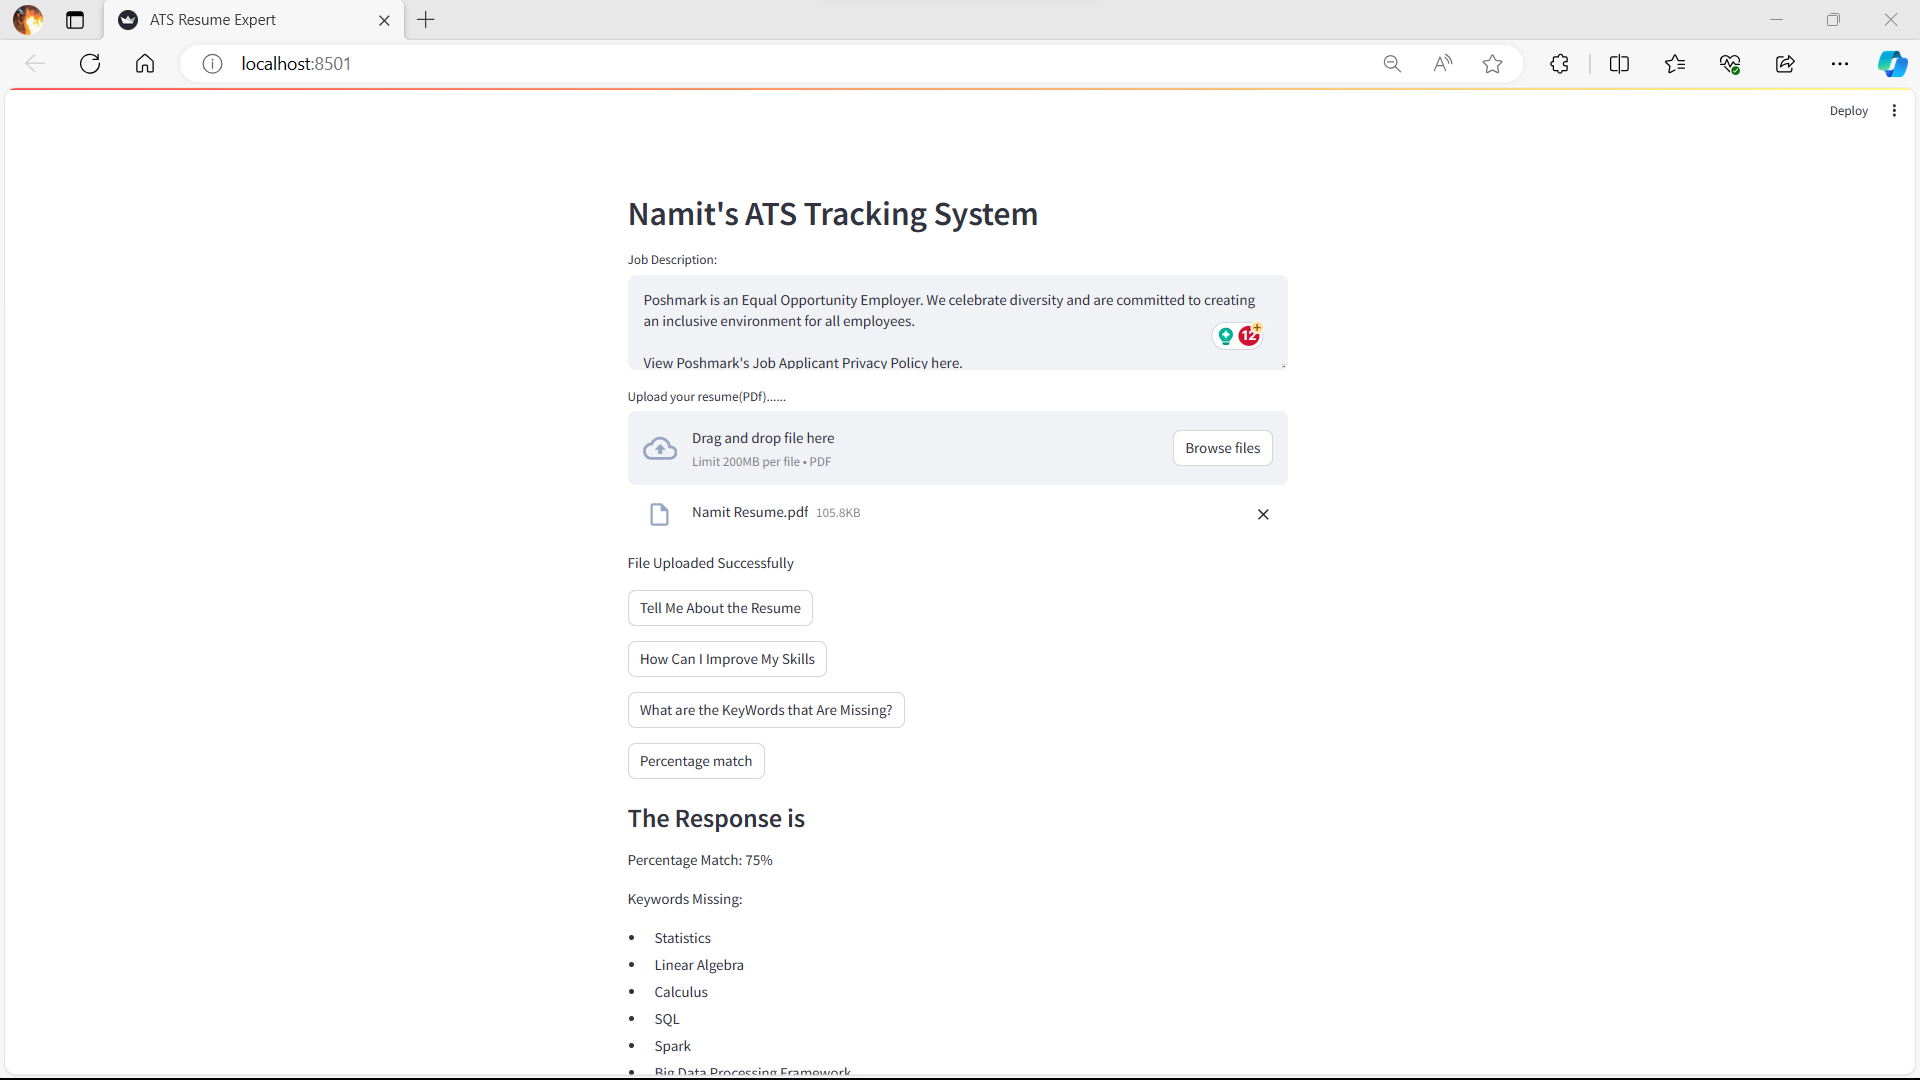 ATS Resume Expert
localhost:8501
Deploy
Namit's ATS Tracking System
Job Description:
Poshmark is an Equal Opportunity Employer. We celebrate diversity and are committed to creating
an inclusive environment for all employees.
12
View Poshmark's Job Applicant Privacy Policy here.
Upload your resume(PDf)......
Drag and drop file here
Limit 200MB per file • PDF
Browse files
Namit Resume.pdf 105.8KB
File Uploaded Successfully
Tell Me About the Resume
How Can I Improve My Skills
What are the KeyWords that Are Missing?
Percentage match
The Response is
Percentage Match: 75%
Keywords Missing:
• Statistics
• Linear Algebra
• Calculus
• SQL
• Spark
• Big Data Processing Framework